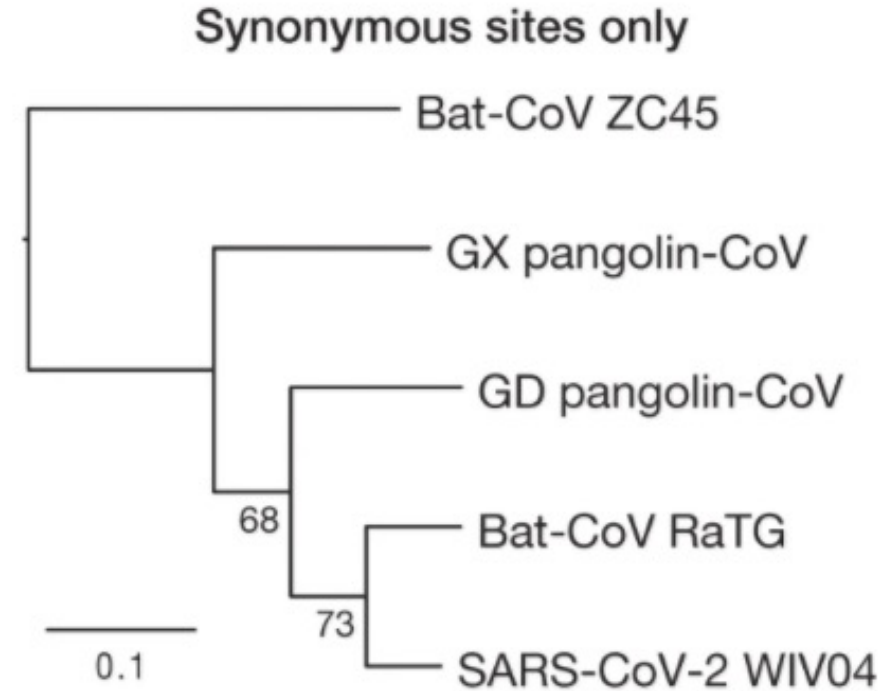 Synonymous sites only
Bat-CoV ZC45
GX pangolin-CoV
GD pangolin-CoV
68
Bat-CoV RaTG
73
0.1
SARS-CoV-2 WIV04